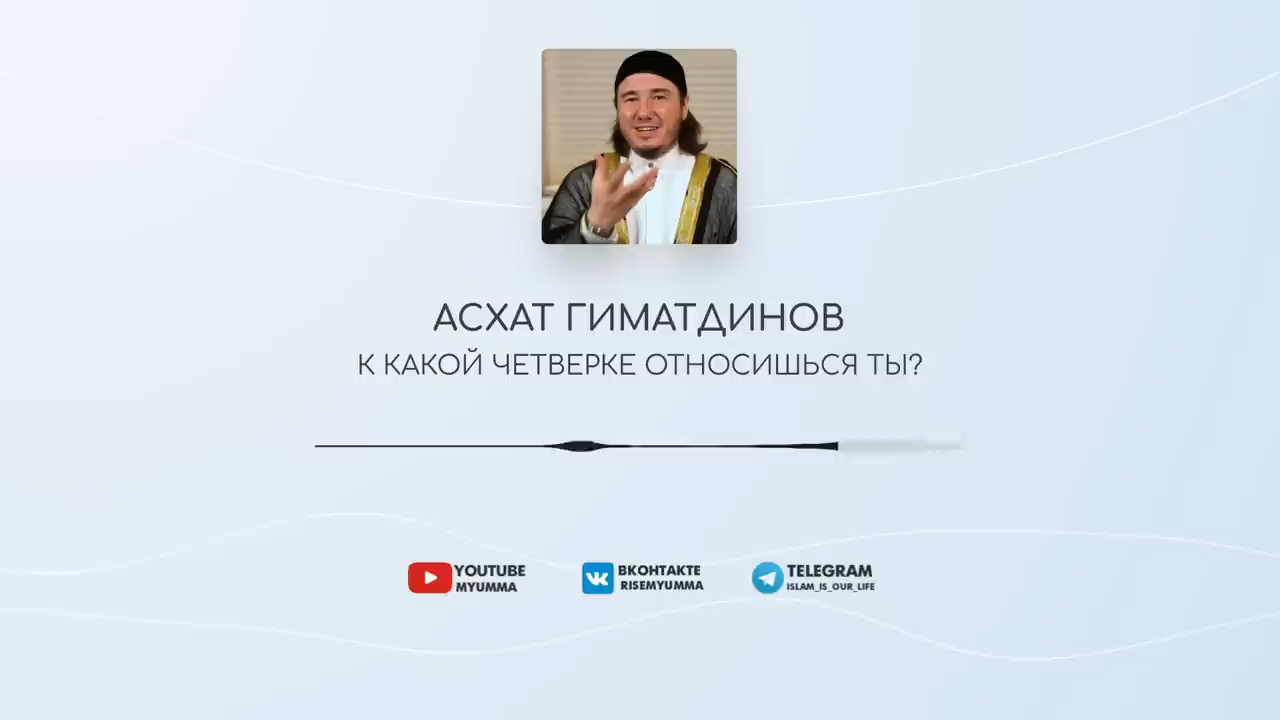 АСХАТ ГИМАТДИНОВ
К КАКОЙ ЧЕТВЕРКЕ ОТНОСИШЬСЯ ТЫ?
YOUTUBE
MYUMMA
ВКОНТАКТЕ
RISEMYUMMA
TELEGRAM
ISLAM_IS_OUR_LIFE